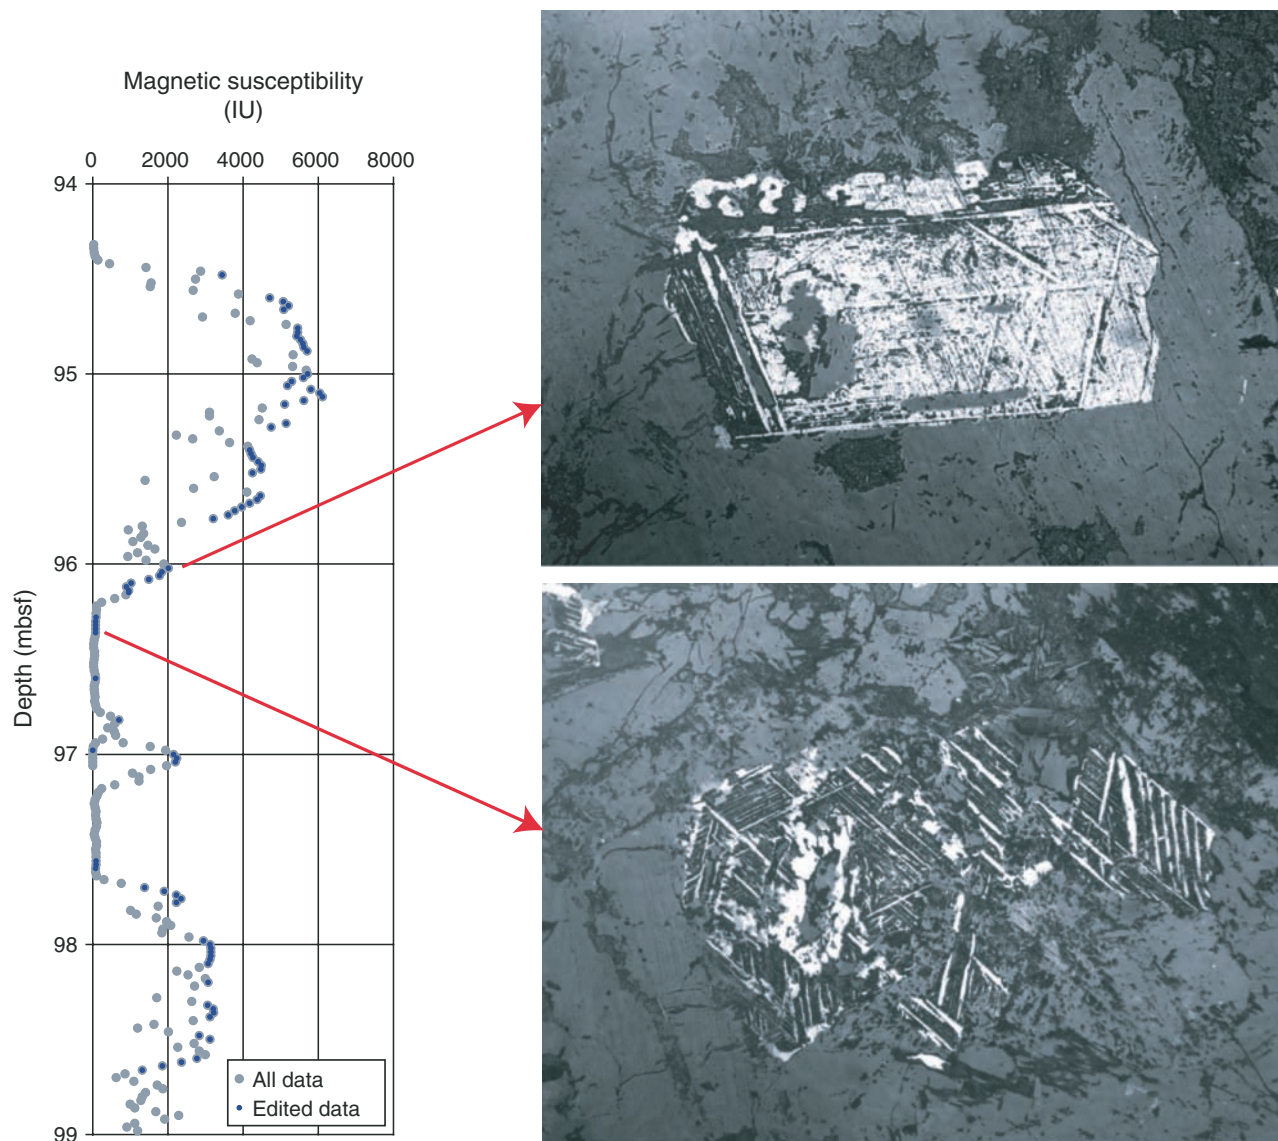 Magnetic susceptibility
(IU)
0 2000 4000 6000 8000
94
95
96
97
98
99
Depth (mbsf)
All data
Edited data